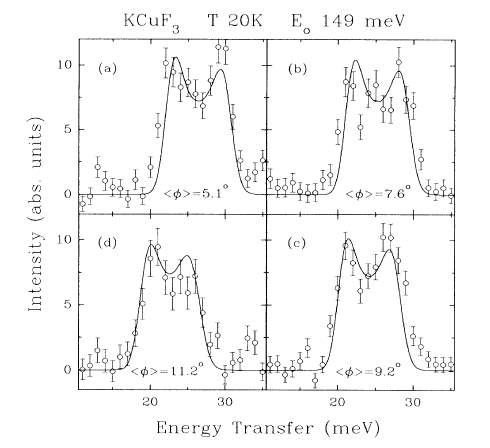 KCuF3 T 20K Eo 149 meV
(a)
(b)
10
5
0
<ϕ>=5.1°
<ϕ>=7.6°
Intensity (abs. units)
(d)
(c)
10
5
0
<ϕ>=11.2°
<ϕ>=9.2°
20 30 20 30
Energy Transfer (meV)